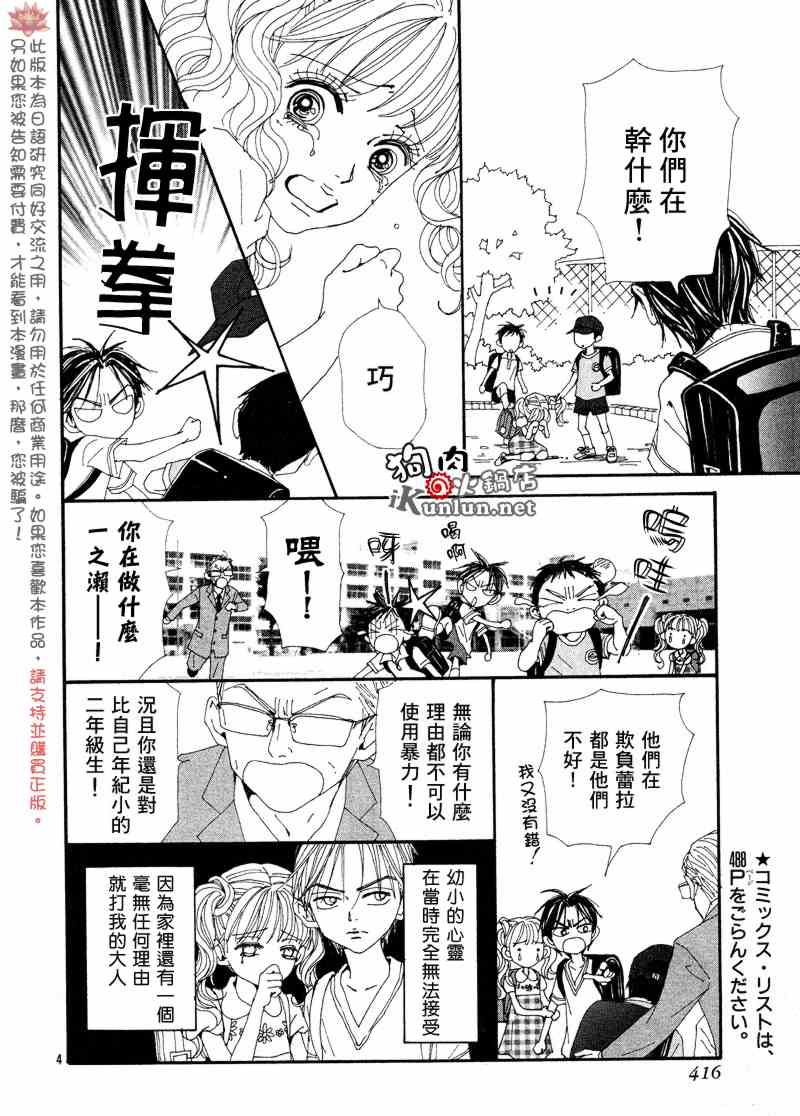 你們在
幹什麼！
巧
揮拳
狗肉火鍋店
iKunlun.net
嗚哇
喝啊
呀
喂！！
你在做什麼
一之瀨——！
他們在
欺負蕾拉
都是他們
不好！
我又沒有錯！
無論你有什麼
理由都不可以
使用暴力！
況且你還是對
比自己年紀小的
二年級生！
幼小的心靈
在當時完全無法接受
因為家裡還有一個
毫無任何理由
就打我的大人
★コミックス・リストは、
488Pをごらんください。
ページ
4
416
此版本為日語研究同好交流之用，請勿用於任何商業用途。如果您喜歡本作品，請支持並購買正版。
另如果您被告知需要付費，才能看到本漫畫，那麼，您被騙了！